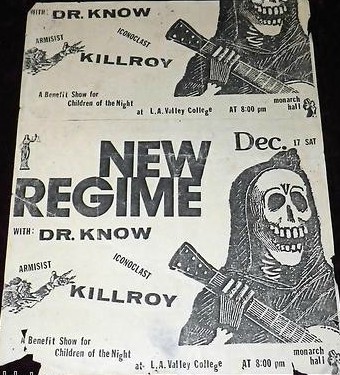 WITH: DR. KNOW
ARMISIST
ICONOCLAST
KILLROY
A Benefit Show for
Children of the Night
at L.A. Valley College AT 8:00 pm
monarch
hall
Dec. 17 SAT
NEW
REGIME
WITH: DR. KNOW
ARMISIST
ICONOCLAST
KILLROY
A Benefit Show for
Children of the Night
at L.A. Valley College AT 8:00 pm
monarch
hall